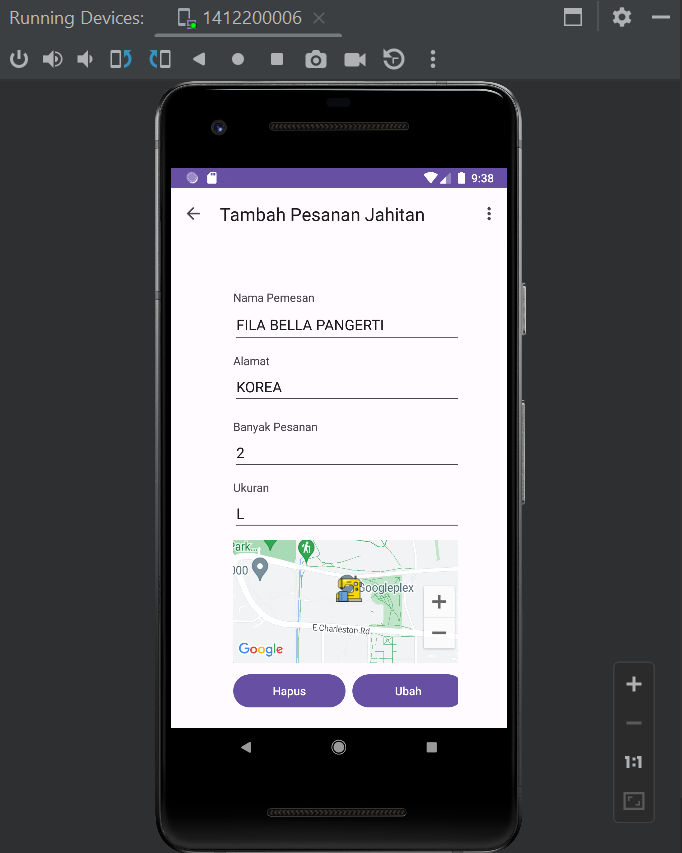 Running Devices: 1412200006
9:38
Tambah Pesanan Jahitan
Nama Pemesan
FILA BELLA PANGERTI
Alamat
KOREA
Banyak Pesanan
2
Ukuran
L
Park...
000
Googleplex
E Charleston Rd
Google
Hapus
Ubah
1:1